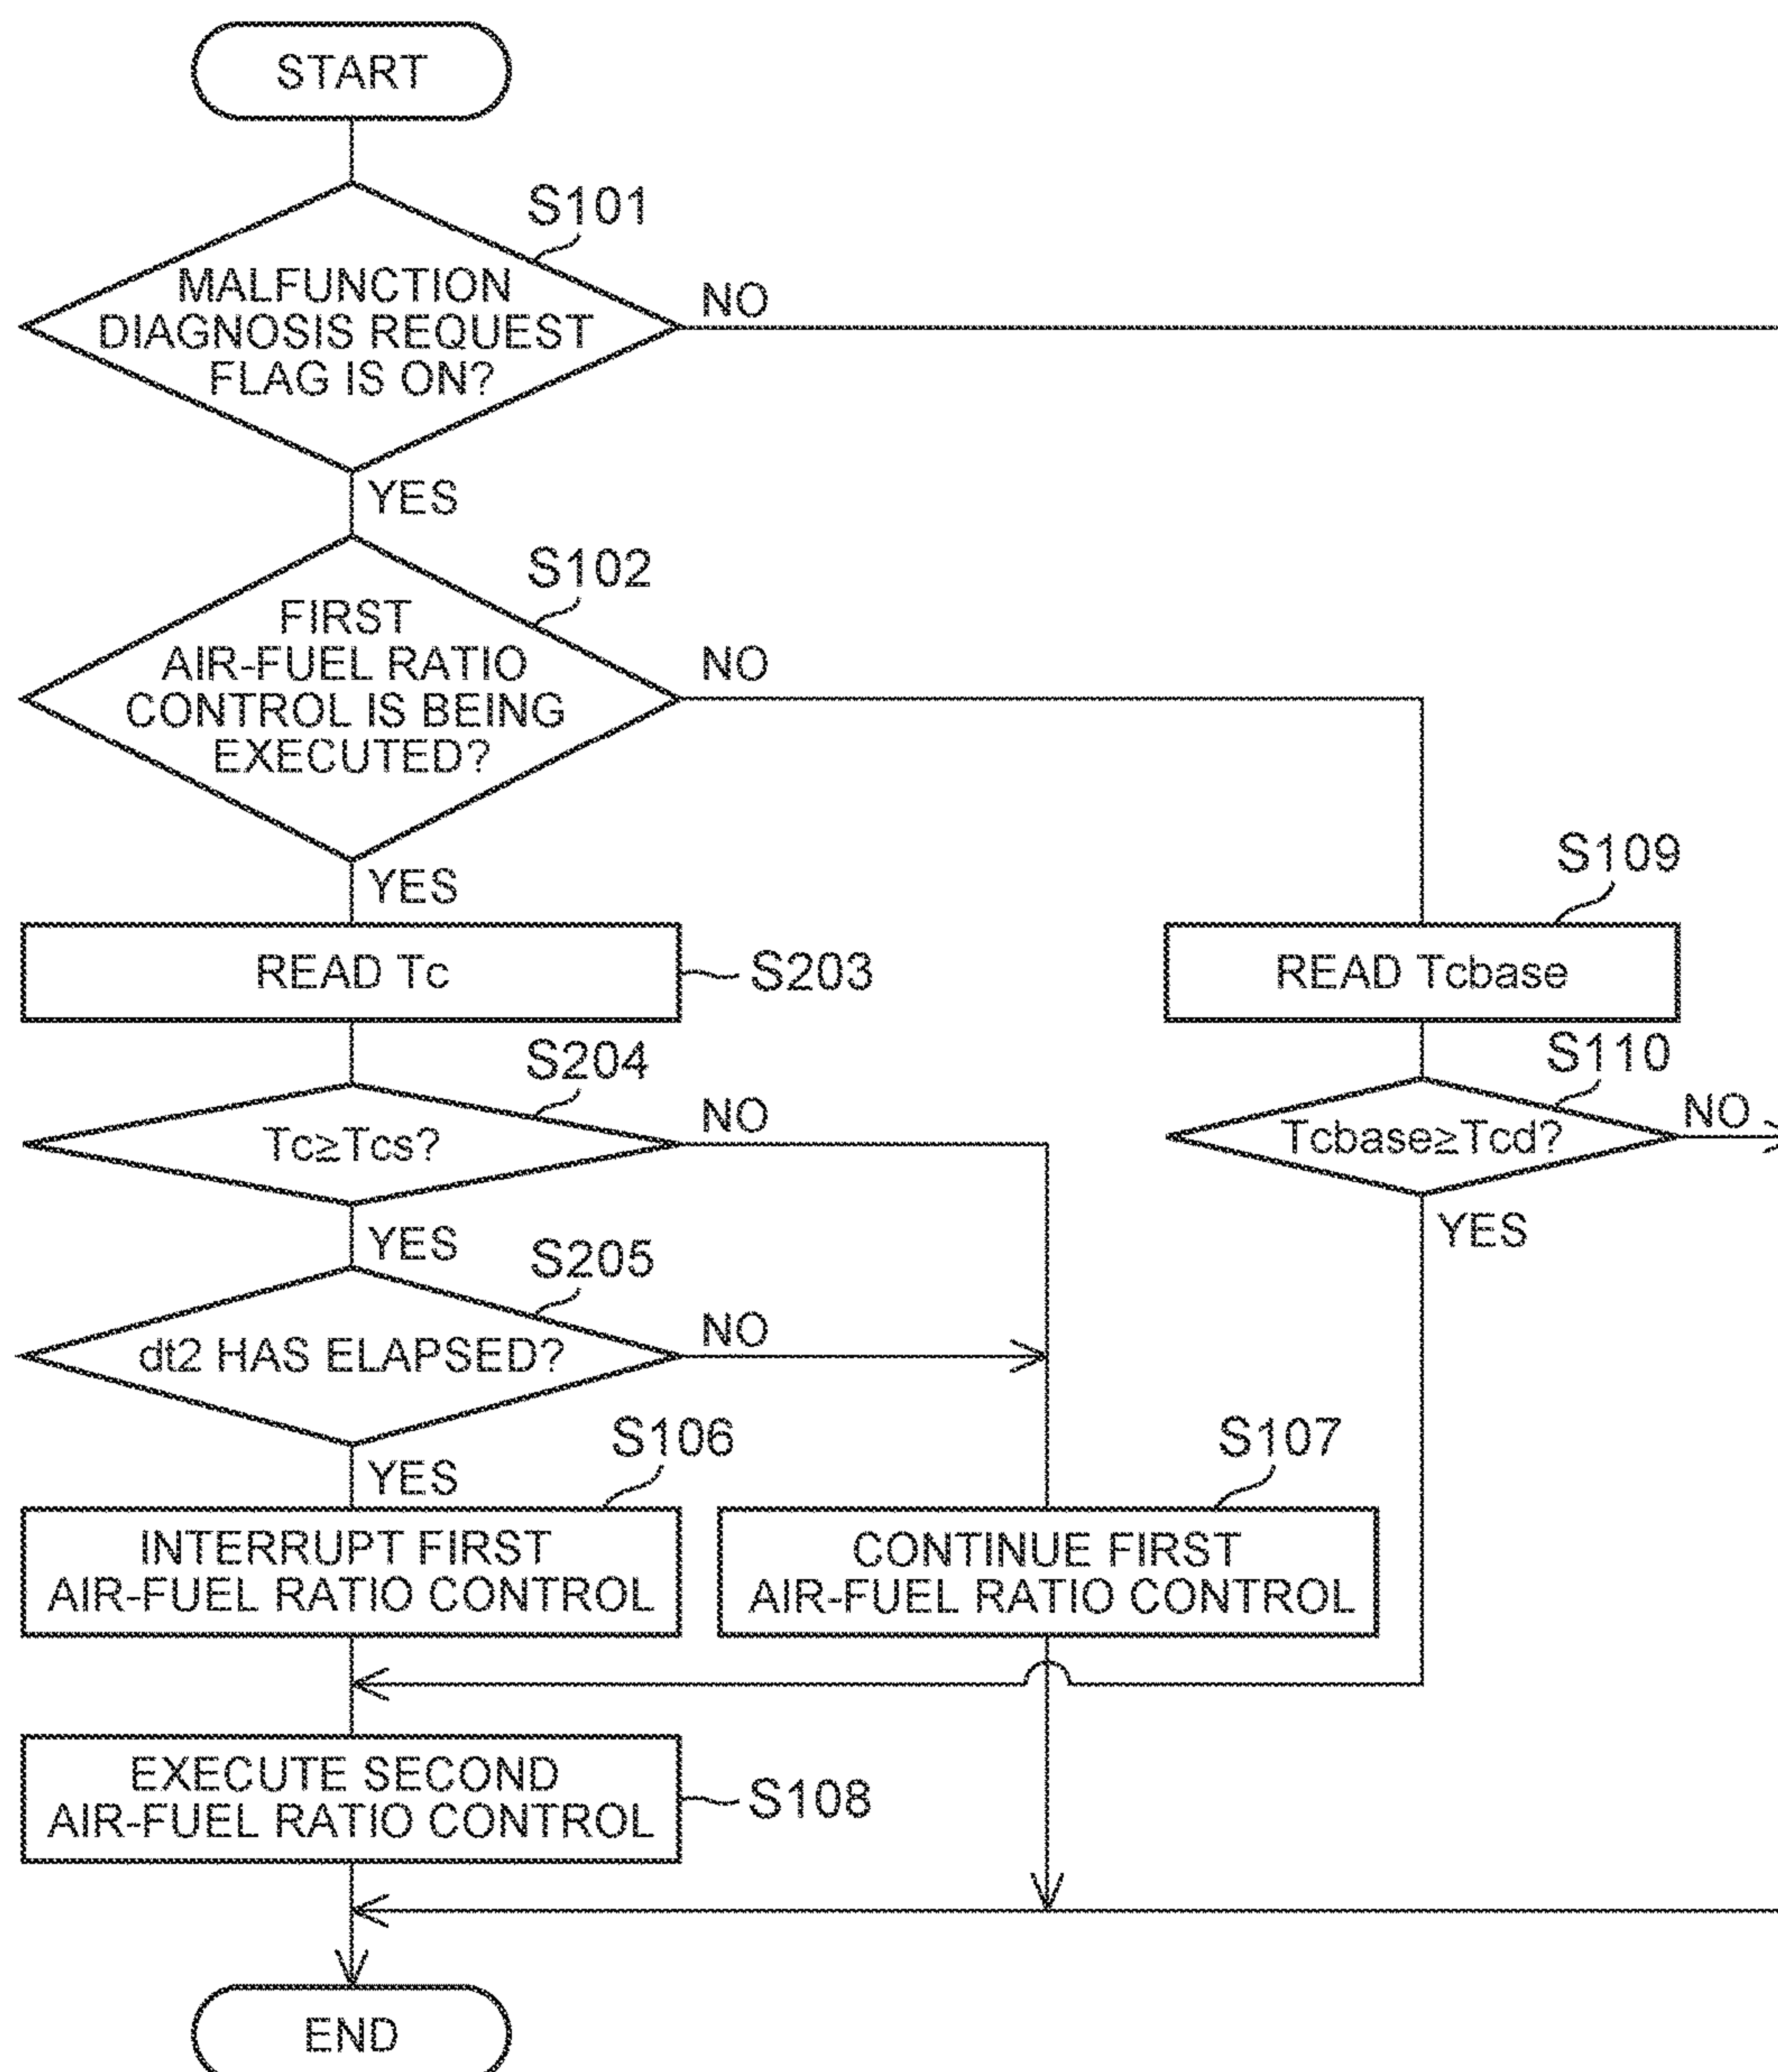 START
S101
MALFUNCTION
DIAGNOSIS REQUEST
FLAG IS ON?
NO
YES
S102
FIRST
AIR-FUEL RATIO
CONTROL IS BEING
EXECUTED?
NO
YES
S109
READ Tc
S203
READ Tcbase
S204
Tc≧Tcs?
NO
S110
Tcbase≧Tcd?
NO
YES
YES
S205
dt2 HAS ELAPSED?
NO
YES
S106
S107
INTERRUPT FIRST
AIR-FUEL RATIO CONTROL
CONTINUE FIRST
AIR-FUEL RATIO CONTROL
EXECUTE SECOND
AIR-FUEL RATIO CONTROL
S108
END